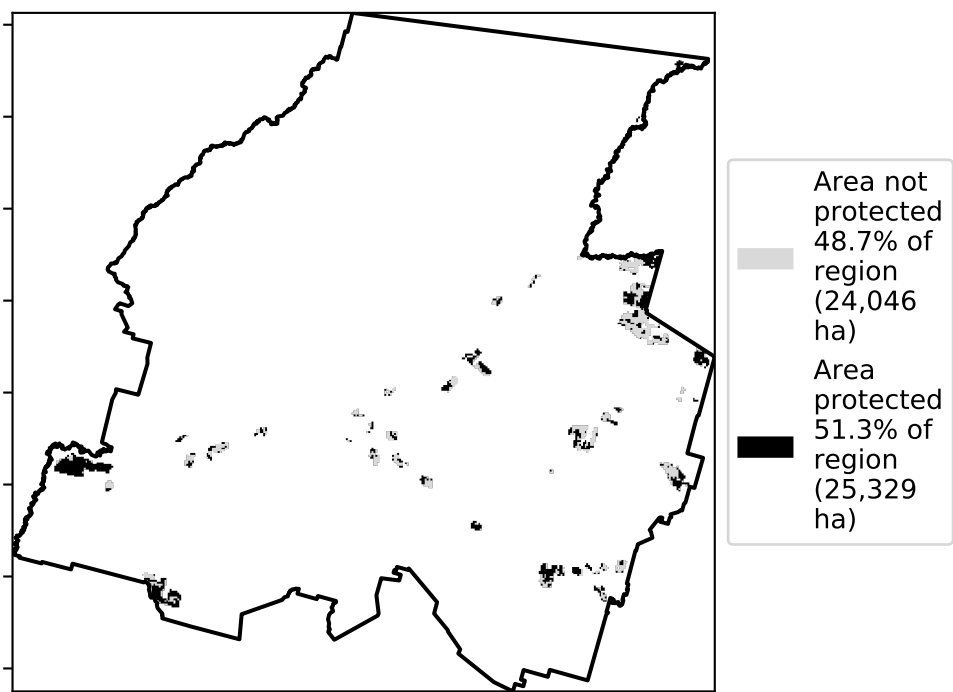 Area not
protected
48.7% of
region
(24,046
ha)
Area
protected
51.3% of
region
(25,329
ha)